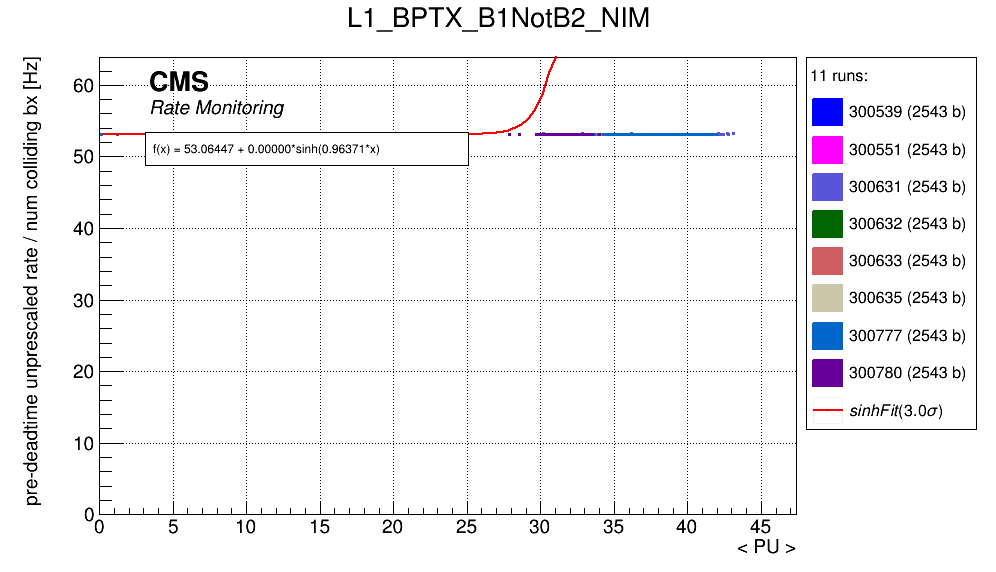 L1_BPTX_B1NotB2_NIM
pre-deadtime unprescaled rate / num colliding bx [Hz]
CMS
Rate Monitoring
f(x) = 53.06447 + 0.00000*sinh(0.96371*x)
60
50
40
30
20
10
0
0 5 10 15 20 25 30 35 40 45
< PU >
11 runs:
300539 (2543 b)
300551 (2543 b)
300631 (2543 b)
300632 (2543 b)
300633 (2543 b)
300635 (2543 b)
300777 (2543 b)
300780 (2543 b)
sinhFit(3.0σ)